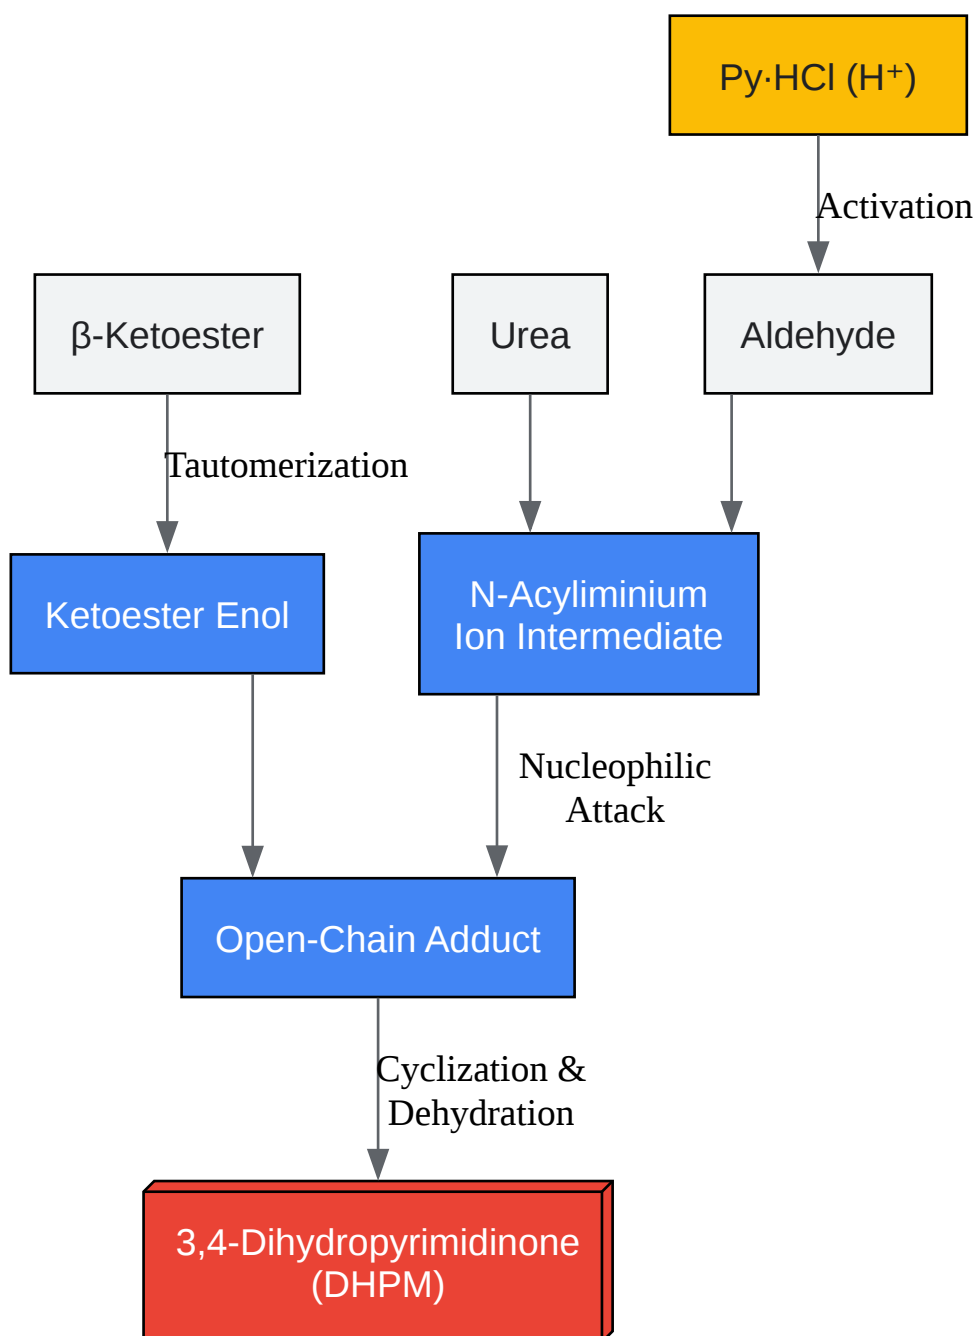 Py·HCl (H⁺)
Activation
β-Ketoester
Urea
Aldehyde
Tautomerization
Ketoester Enol
N-Acyliminium
Ion Intermediate
Nucleophilic
Attack
Open-Chain Adduct
Cyclization &
Dehydration
3,4-Dihydropyrimidinone
(DHPM)